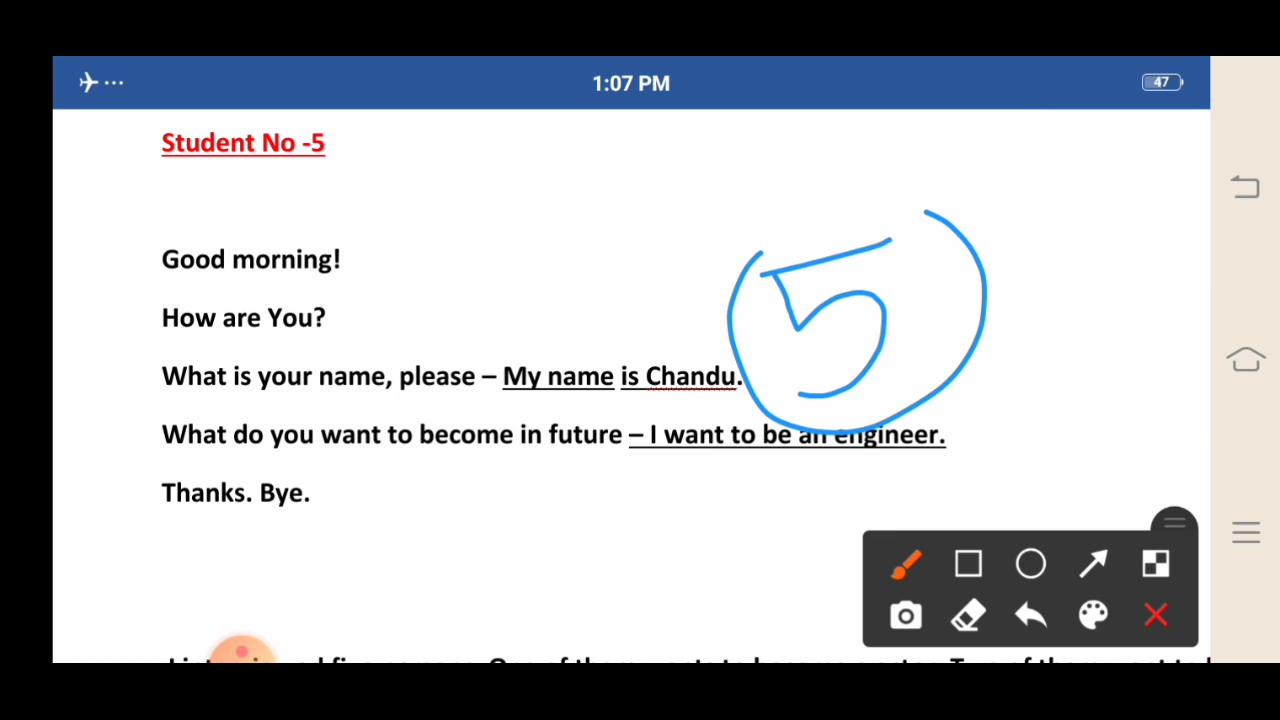 1:07 PM
47
Student No -5
Good morning!
How are You?
5
What is your name, please – My name is Chandu.
What do you want to become in future – I want to be an engineer.
Thanks. Bye.